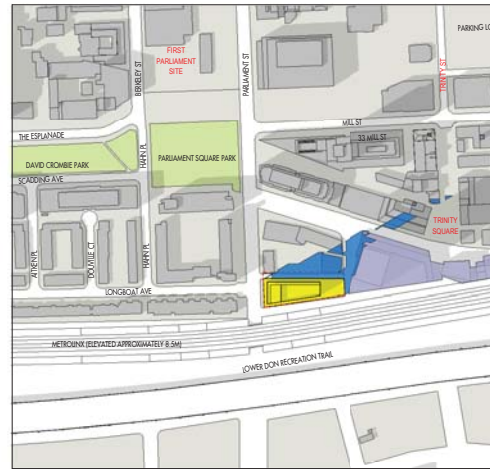 FIRST
PARLIAMENT
SITE
BERKELEY ST
PARLIAMENT ST
PARKING LO
TRINITY ST
MILL ST
THE ESPLANADE
HAHN PL
33 MILL ST
DAVID CROMBIE PARK
PARLIAMENT SQUARE PARK
SCADDING AVE
TRINITY
SQUARE
AITKEN PL
DOUVILLE CT
HAHN PL
LONGBOAT AVE
METROLINX (ELEVATED APPROXIMATELY 8.5M)
LOWER DON RECREATION TRAIL